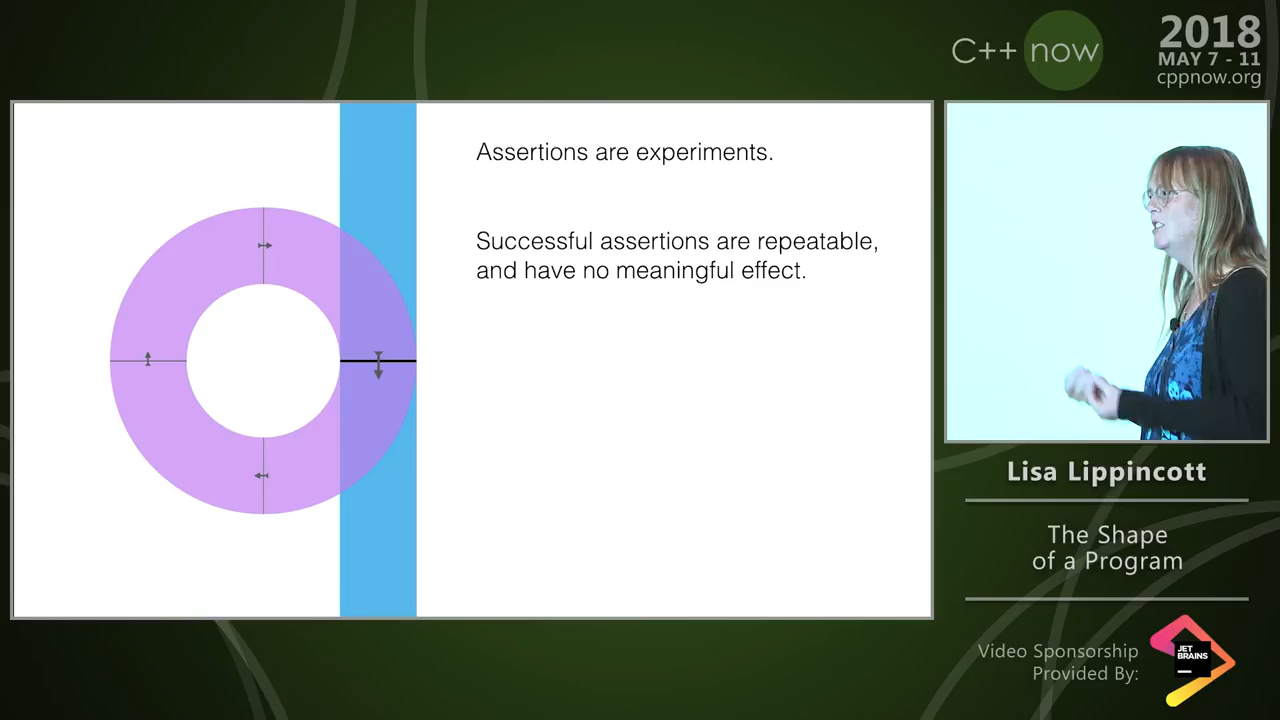 C++ now
2018
MAY 7 - 11
cppnow.org
Assertions are experiments.
Successful assertions are repeatable,
and have no meaningful effect.
Lisa Lippincott
The Shape
of a Program
Video Sponsorship
Provided By:
JET
BRAINS